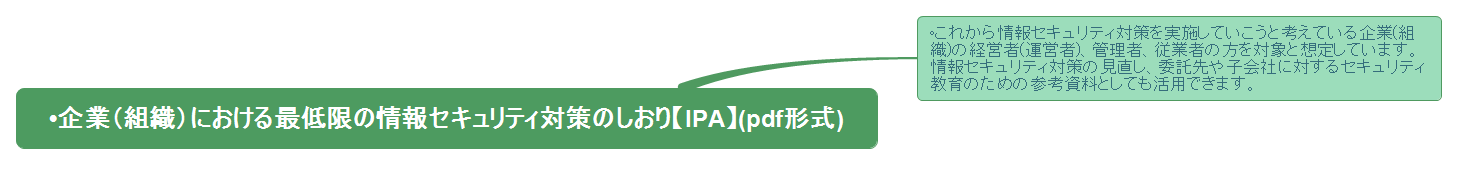 •企業（組織）における最低限の情報セキュリティ対策のしおり【IPA】(pdf形式)
•これから情報セキュリティ対策を実施していこうと考えている企業(組
織)の経営者(運営者)、管理者、従業者の方を対象と想定しています。
情報セキュリティ対策の見直し、委託先や子会社に対するセキュリティ
教育のための参考資料としても活用できます。